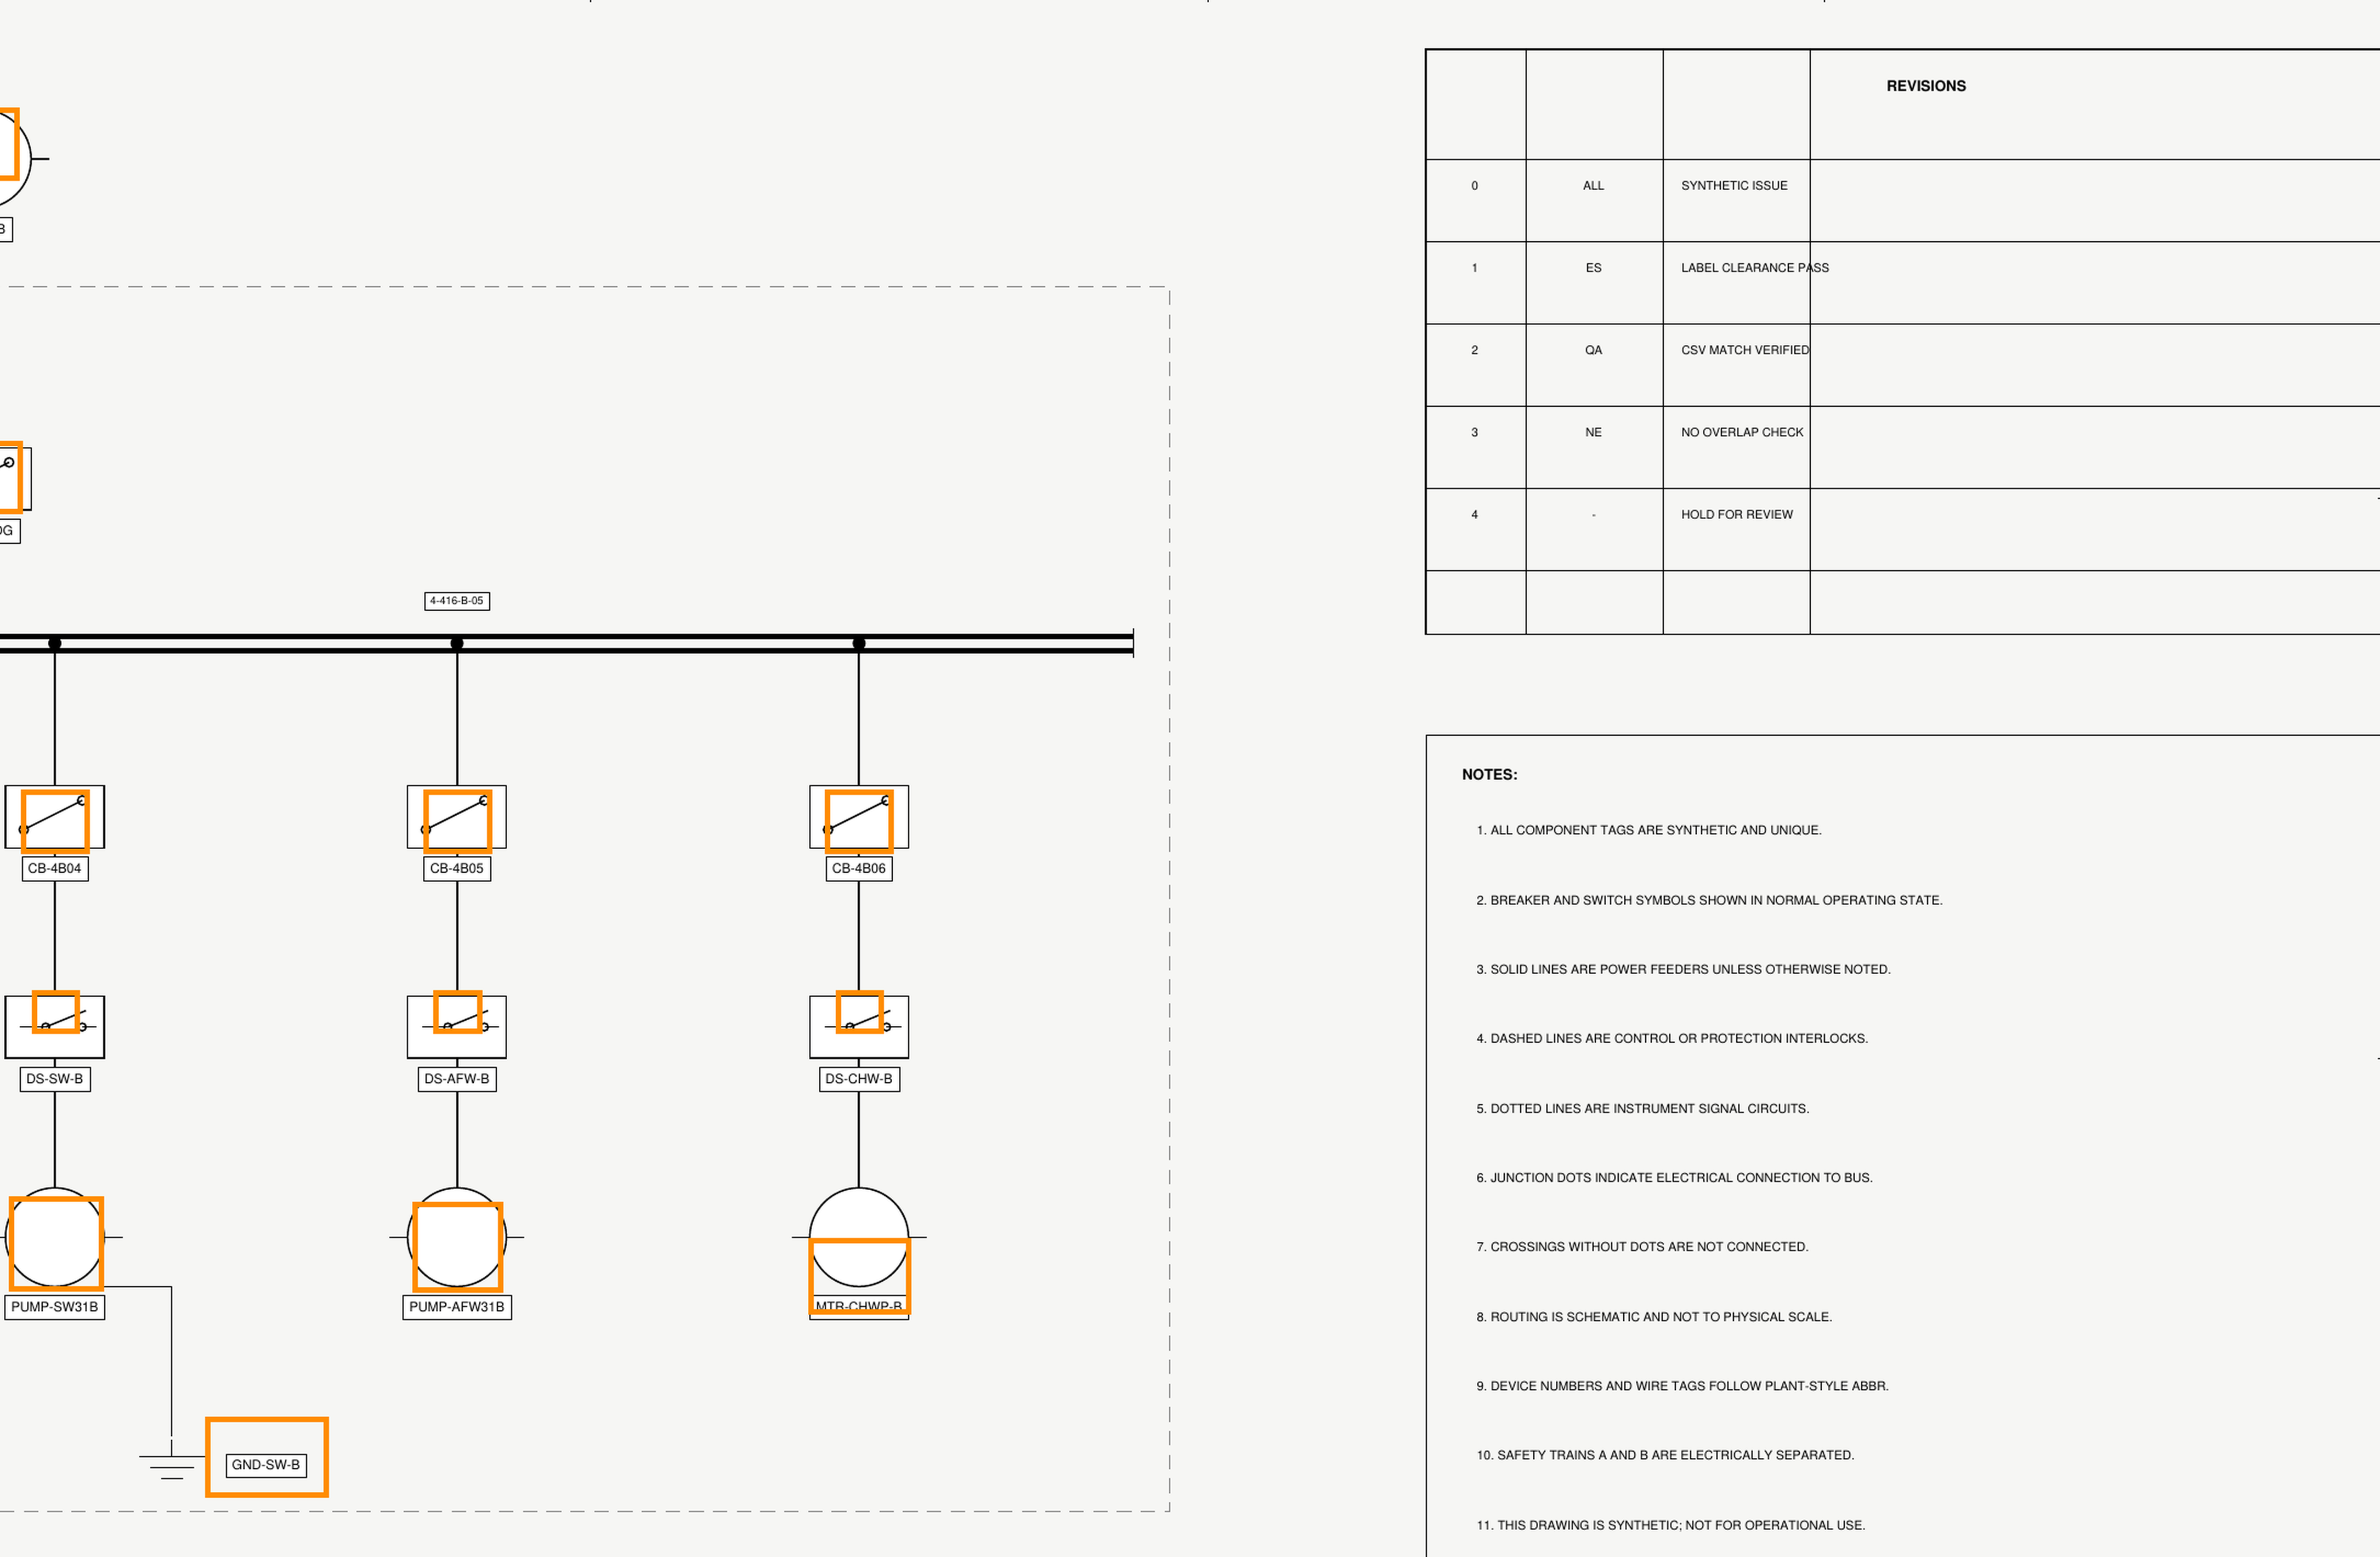 REVISIONS
0 ALL SYNTHETIC ISSUE
1 ES LABEL CLEARANCE PASS
2 QA CSV MATCH VERIFIED
3 NE NO OVERLAP CHECK
4 - HOLD FOR REVIEW
B
DG
4-416-B-05
CB-4B04
CB-4B05
CB-4B06
DS-SW-B
DS-AFW-B
DS-CHW-B
PUMP-SW31B
PUMP-AFW31B
MTR-CHWP-B
GND-SW-B
NOTES:
1. ALL COMPONENT TAGS ARE SYNTHETIC AND UNIQUE.
2. BREAKER AND SWITCH SYMBOLS SHOWN IN NORMAL OPERATING STATE.
3. SOLID LINES ARE POWER FEEDERS UNLESS OTHERWISE NOTED.
4. DASHED LINES ARE CONTROL OR PROTECTION INTERLOCKS.
5. DOTTED LINES ARE INSTRUMENT SIGNAL CIRCUITS.
6. JUNCTION DOTS INDICATE ELECTRICAL CONNECTION TO BUS.
7. CROSSINGS WITHOUT DOTS ARE NOT CONNECTED.
8. ROUTING IS SCHEMATIC AND NOT TO PHYSICAL SCALE.
9. DEVICE NUMBERS AND WIRE TAGS FOLLOW PLANT-STYLE ABBR.
10. SAFETY TRAINS A AND B ARE ELECTRICALLY SEPARATED.
11. THIS DRAWING IS SYNTHETIC; NOT FOR OPERATIONAL USE.